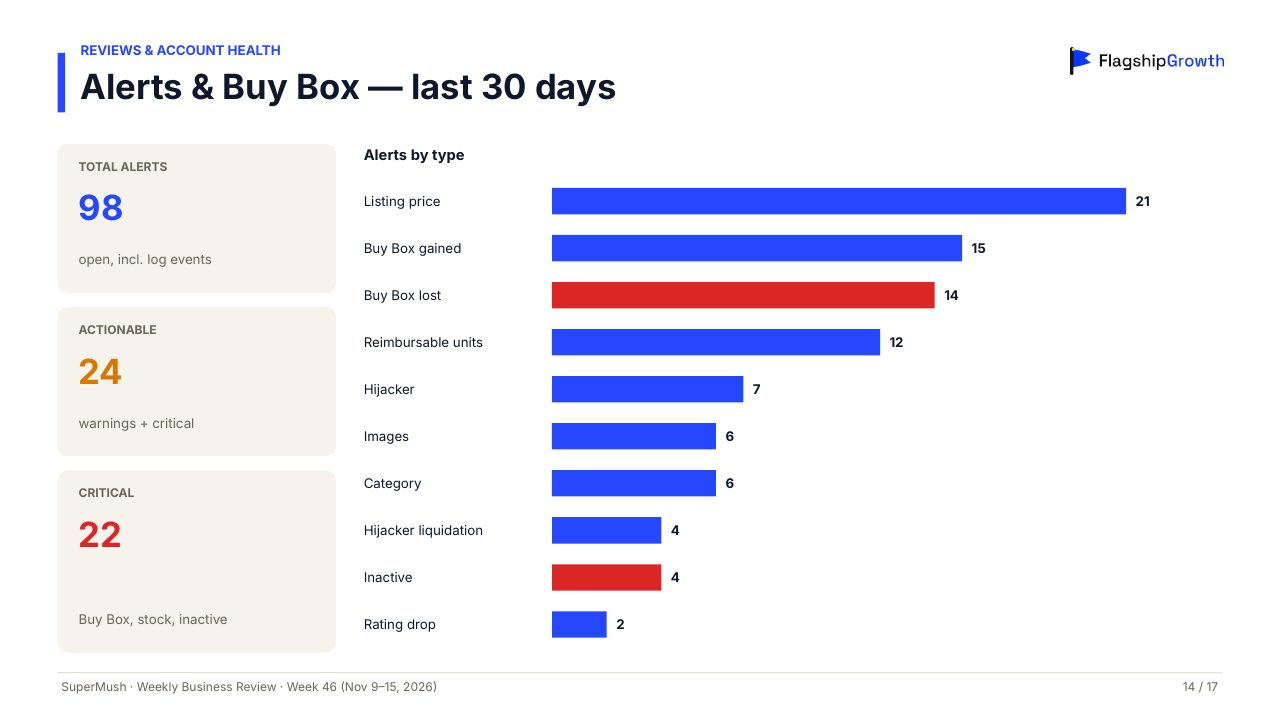 REVIEWS & ACCOUNT HEALTH
Alerts & Buy Box — last 30 days
FlagshipGrowth
TOTAL ALERTS
98
open, incl. log events
ACTIONABLE
24
warnings + critical
CRITICAL
22
Buy Box, stock, inactive
Alerts by type
Listing price 21
Buy Box gained 15
Buy Box lost 14
Reimbursable units 12
Hijacker 7
Images 6
Category 6
Hijacker liquidation 4
Inactive 4
Rating drop 2
SuperMush · Weekly Business Review · Week 46 (Nov 9–15, 2026)
14 / 17